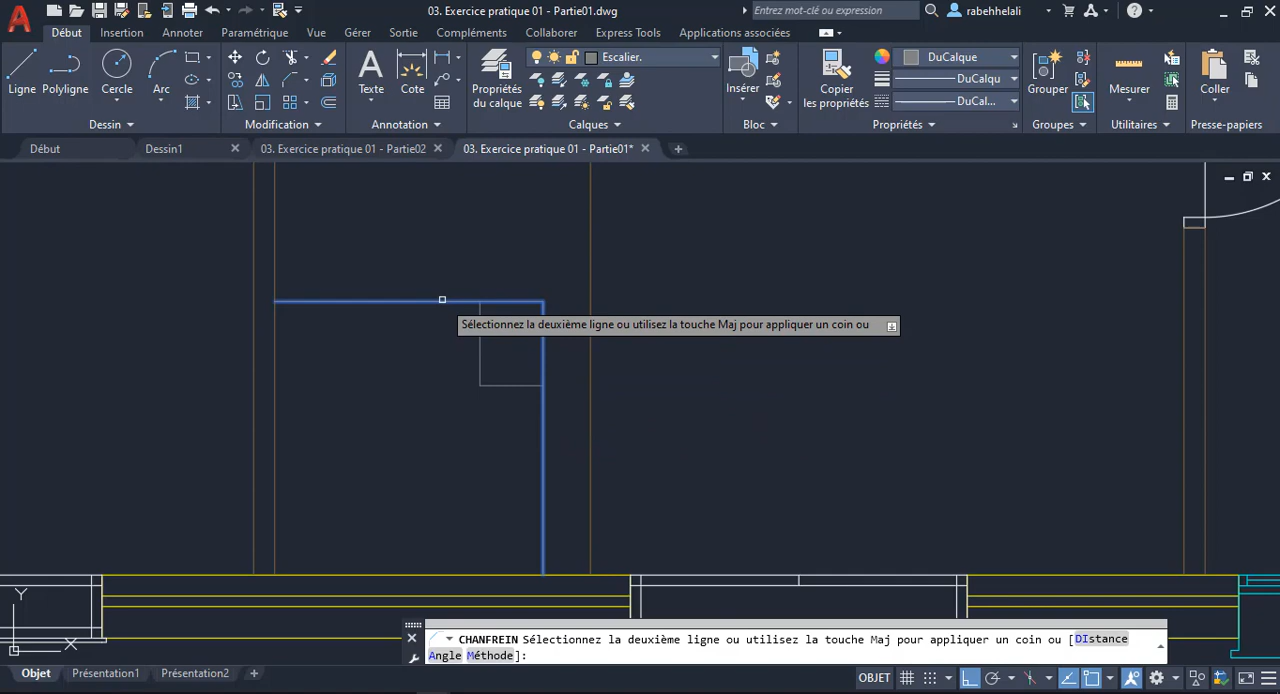 03. Exercice pratique 01 - Partie01.dwg
Entrez mot-clé ou expression
rabehhelali
Début
Insertion
Annoter
Paramétrique
Vue
Gérer
Sortie
Compléments
Collaborer
Express Tools
Applications associées
Escalier.
DuCalque
DuCalqu
DuCal...
Ligne
Polyligne
Cercle
Arc
Texte
Cote
Propriétés
du calque
Insérer
Copier
les propriétés
Grouper
Mesurer
Coller
Dessin
Modification
Annotation
Calques
Bloc
Propriétés
Groupes
Utilitaires
Presse-papiers
Début
Dessin1
03. Exercice pratique 01 - Partie02
03. Exercice pratique 01 - Partie01*
Sélectionnez la deuxième ligne ou utilisez la touche Maj pour appliquer un coin ou
Y
X
CHANFREIN Sélectionnez la deuxième ligne ou utilisez la touche Maj pour appliquer un coin ou [DIstance
Angle Méthode]:
Objet
Présentation1
Présentation2
OBJET